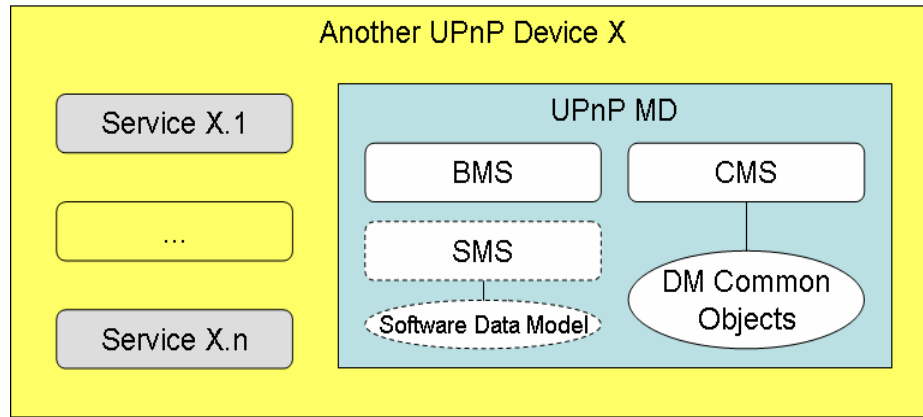 Another UPnP Device X
Service X.1
...
Service X.n
UPnP MD
BMS
CMS
SMS
Software Data Model
DM Common
Objects